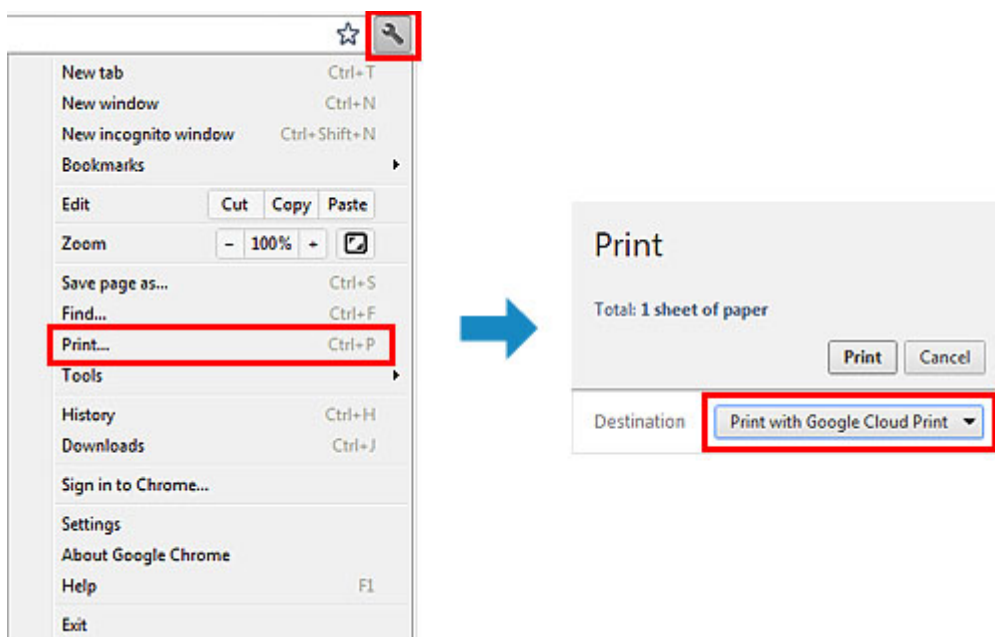 New tab Ctrl+T
New window Ctrl+N
New incognito window Ctrl+Shift+N
Bookmarks
Edit Cut Copy Paste
Zoom - 100% +
Save page as... Ctrl+S
Find... Ctrl+F
Print... Ctrl+P
Tools
History Ctrl+H
Downloads Ctrl+J
Sign in to Chrome...
Settings
About Google Chrome
Help F1
Exit
Print
Total: 1 sheet of paper
Print Cancel
Destination Print with Google Cloud Print